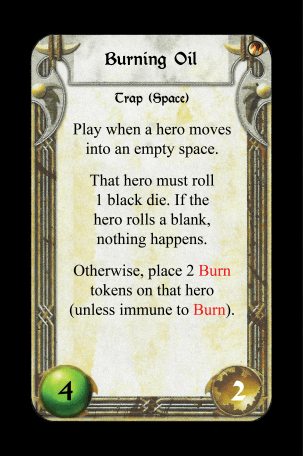 Burning Oil
Trap (Space)
Play when a hero moves
into an empty space.
That hero must roll
1 black die. If the
hero rolls a blank,
nothing happens.
Otherwise, place 2 Burn
tokens on that hero
(unless immune to Burn).
4
2